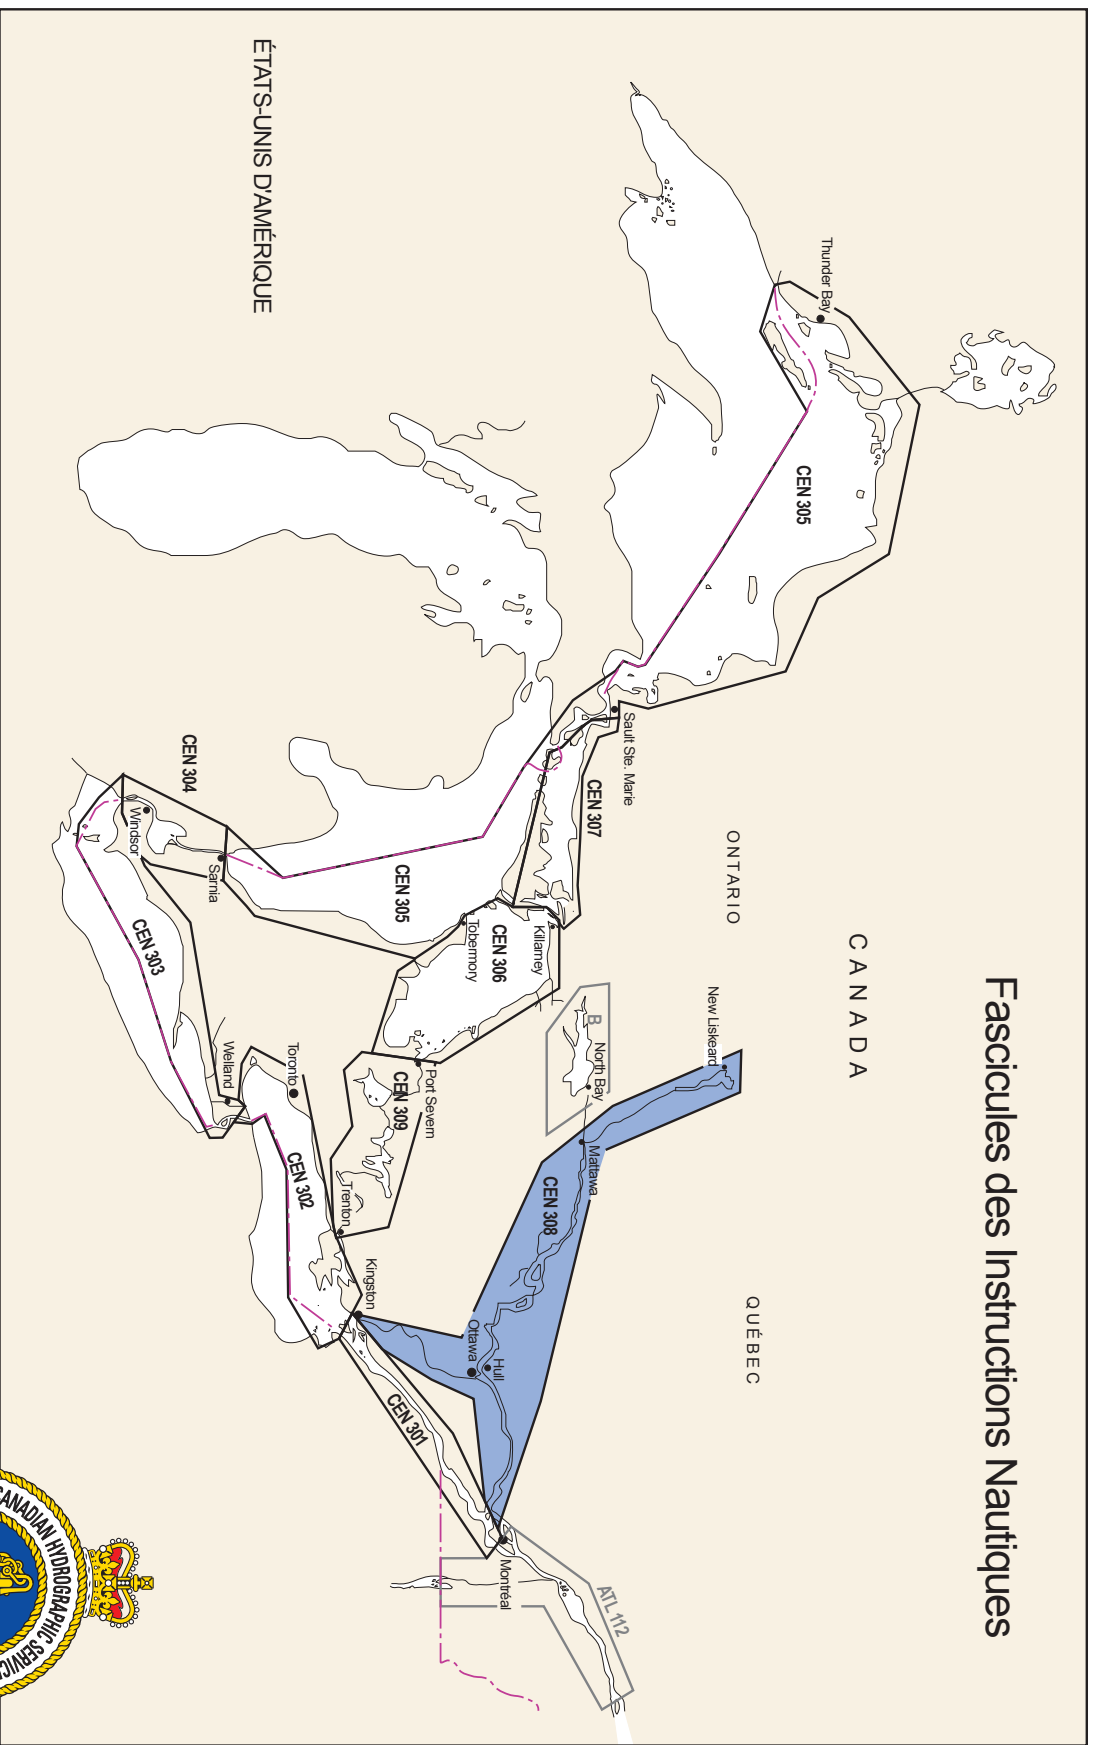 Fascicules des Instructions Nautiques
CANADA
ONTARIO
QUÉBEC
ÉTATS-UNIS D'AMÉRIQUE
Thunder Bay
CEN 305
Sault Ste. Marie
CEN 307
New Liskeard
B
North Bay
Mattawa
CEN 308
Killarney
CEN 306
Tobermory
CEN 305
Port Severn
CEN 309
Trenton
Kingston
Ottawa
Hull
CEN 301
Montréal
ATL 112
CEN 304
Windsor
Sarnia
CEN 303
Welland
Toronto
CEN 302
CANADIAN HYDROGRAPHIC SERVICE